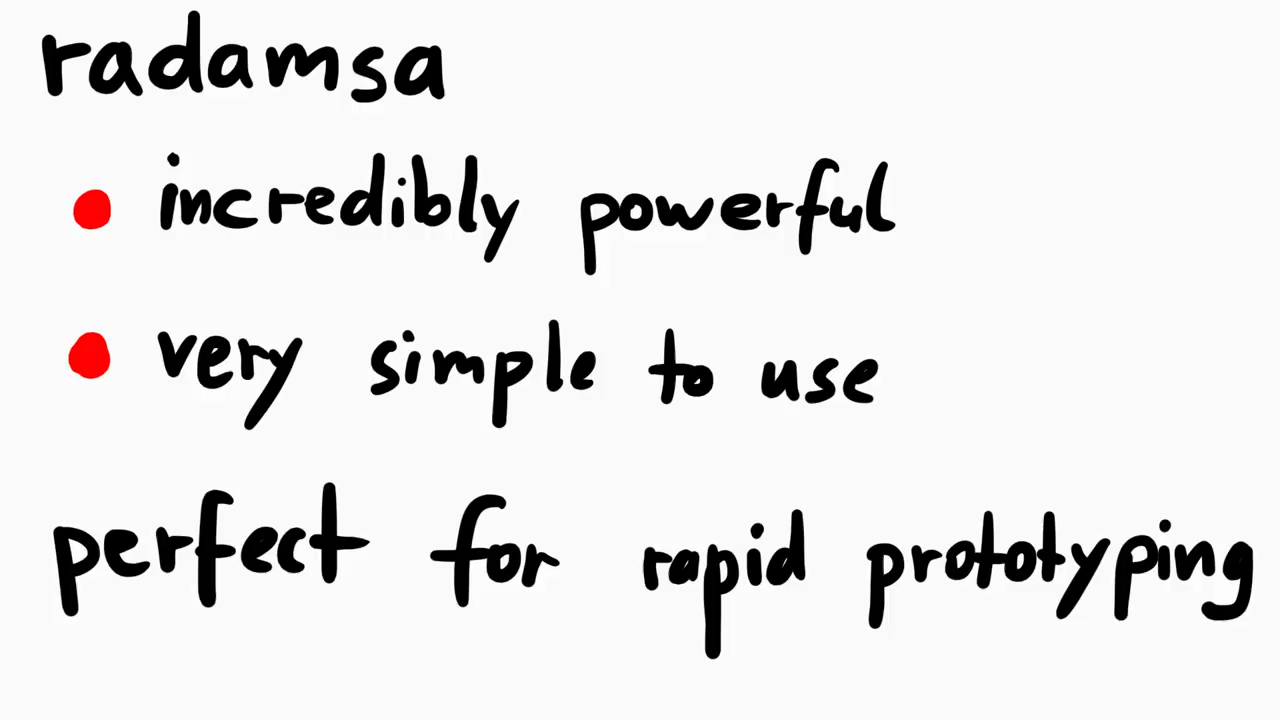 radamsa
incredibly powerful
very simple to use
perfect for rapid prototyping